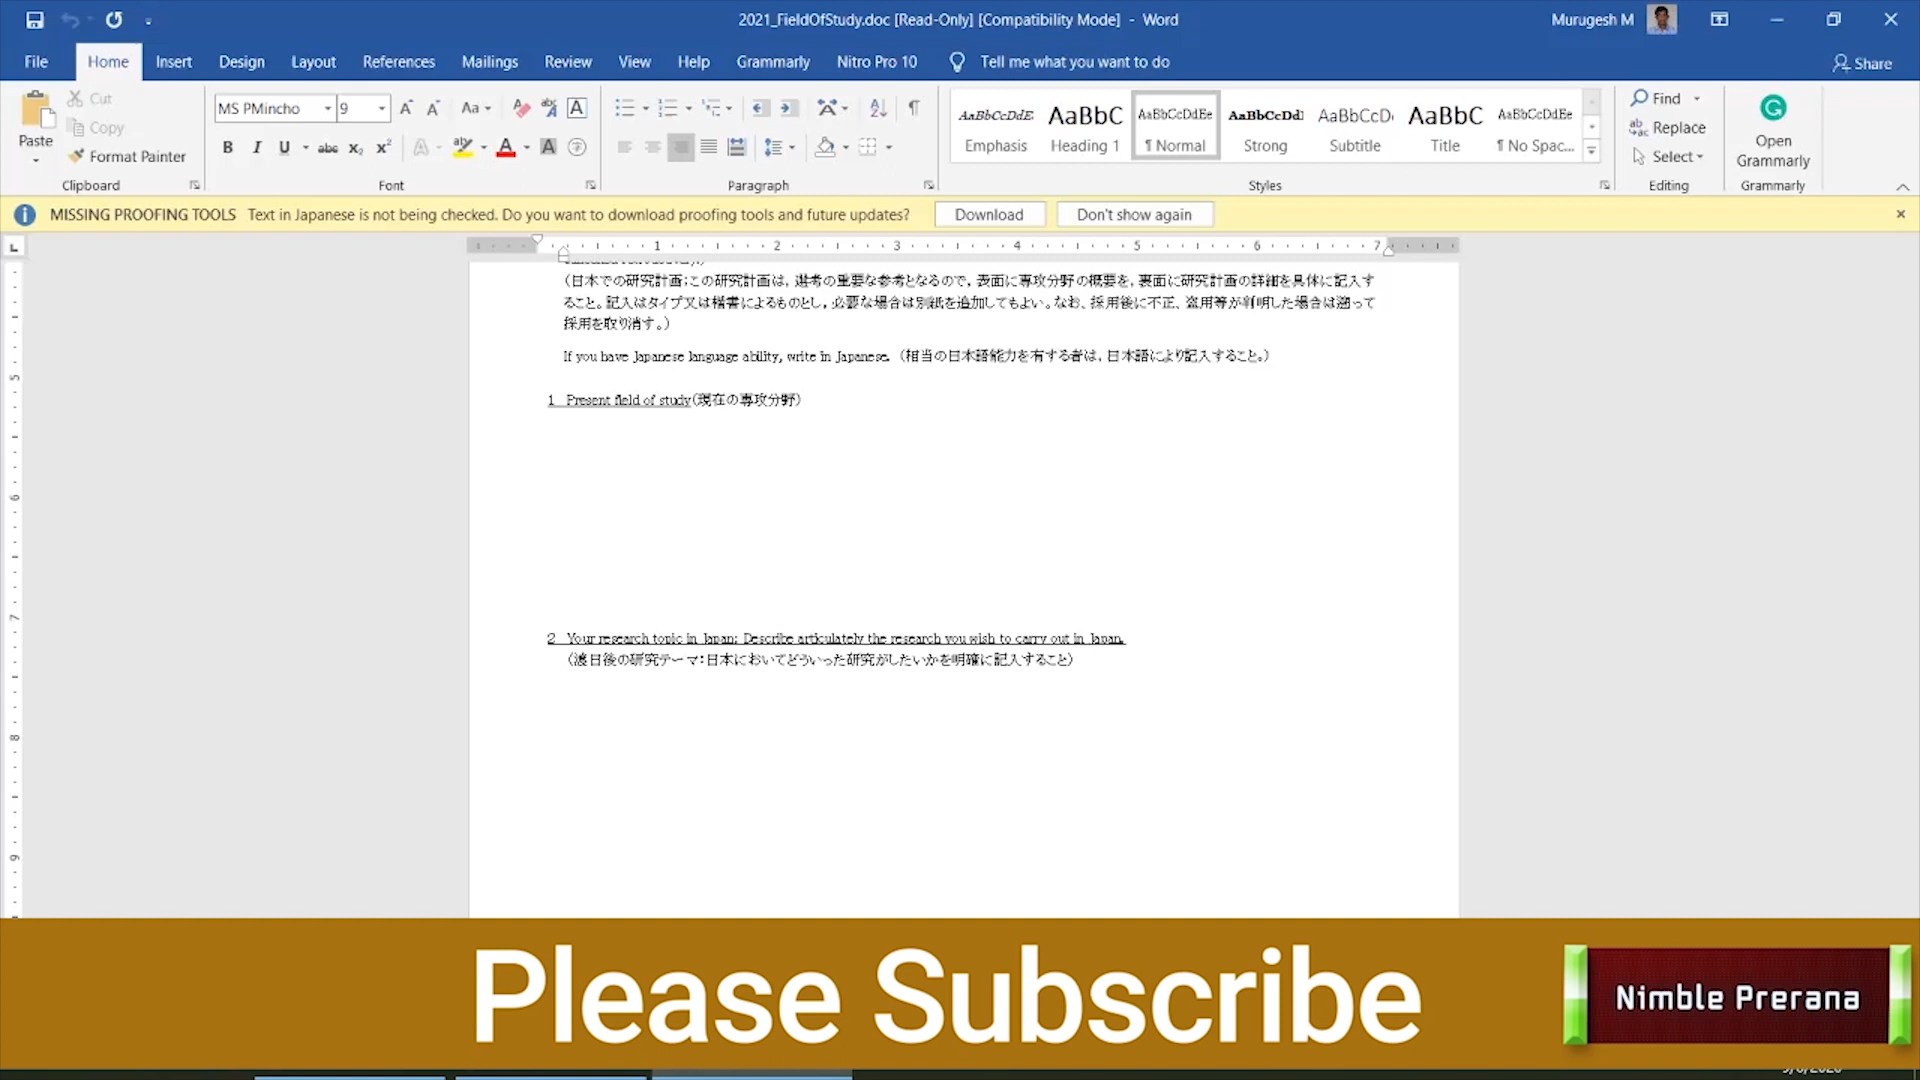 2021_FieldOfStudy.doc [Read-Only] [Compatibility Mode] - Word
Murugesh M
File Home Insert Design Layout References Mailings Review View Help Grammarly Nitro Pro 10 Tell me what you want to do Share
Paste
Cut
Copy
Format Painter
Clipboard
MS PMincho 9
Font
Paragraph
AaBbCcDdE Emphasis
AaBbC Heading 1
AaBbCcDdEe ¶ Normal
AaBbCcDdI Strong
AaBbCcD Subtitle
AaBbC Title
AaBbCcDdEe ¶ No Spac...
Styles
Find
Replace
Select
Editing
Open Grammarly
Grammarly
MISSING PROOFING TOOLS Text in Japanese is not being checked. Do you want to download proofing tools and future updates? Download Don't show again
1 2 3 4 5 6 7
(日本での研究計画;この研究計画は, 選考の重要な参考となるので, 表面に専攻分野の概要を, 裏面に研究計画の詳細を具体に記入す
ること。記入はタイプ又は楷書によるものとし, 必要な場合は別紙を追加してもよい。なお、採用後に不正、盗用等が判明した場合は遡って
採用を取り消す。)
If you have Japanese language ability, write in Japanese. (相当の日本語能力を有する者は, 日本語により記入すること。)
1 Present field of study(現在の専攻分野)
2 Your research topic in Japan: Describe articulately the research you wish to carry out in Japan.
(渡日後の研究テーマ:日本においてどういった研究がしたいかを明確に記入すること)
5
6
7
8
9
Please Subscribe
Nimble Prerana